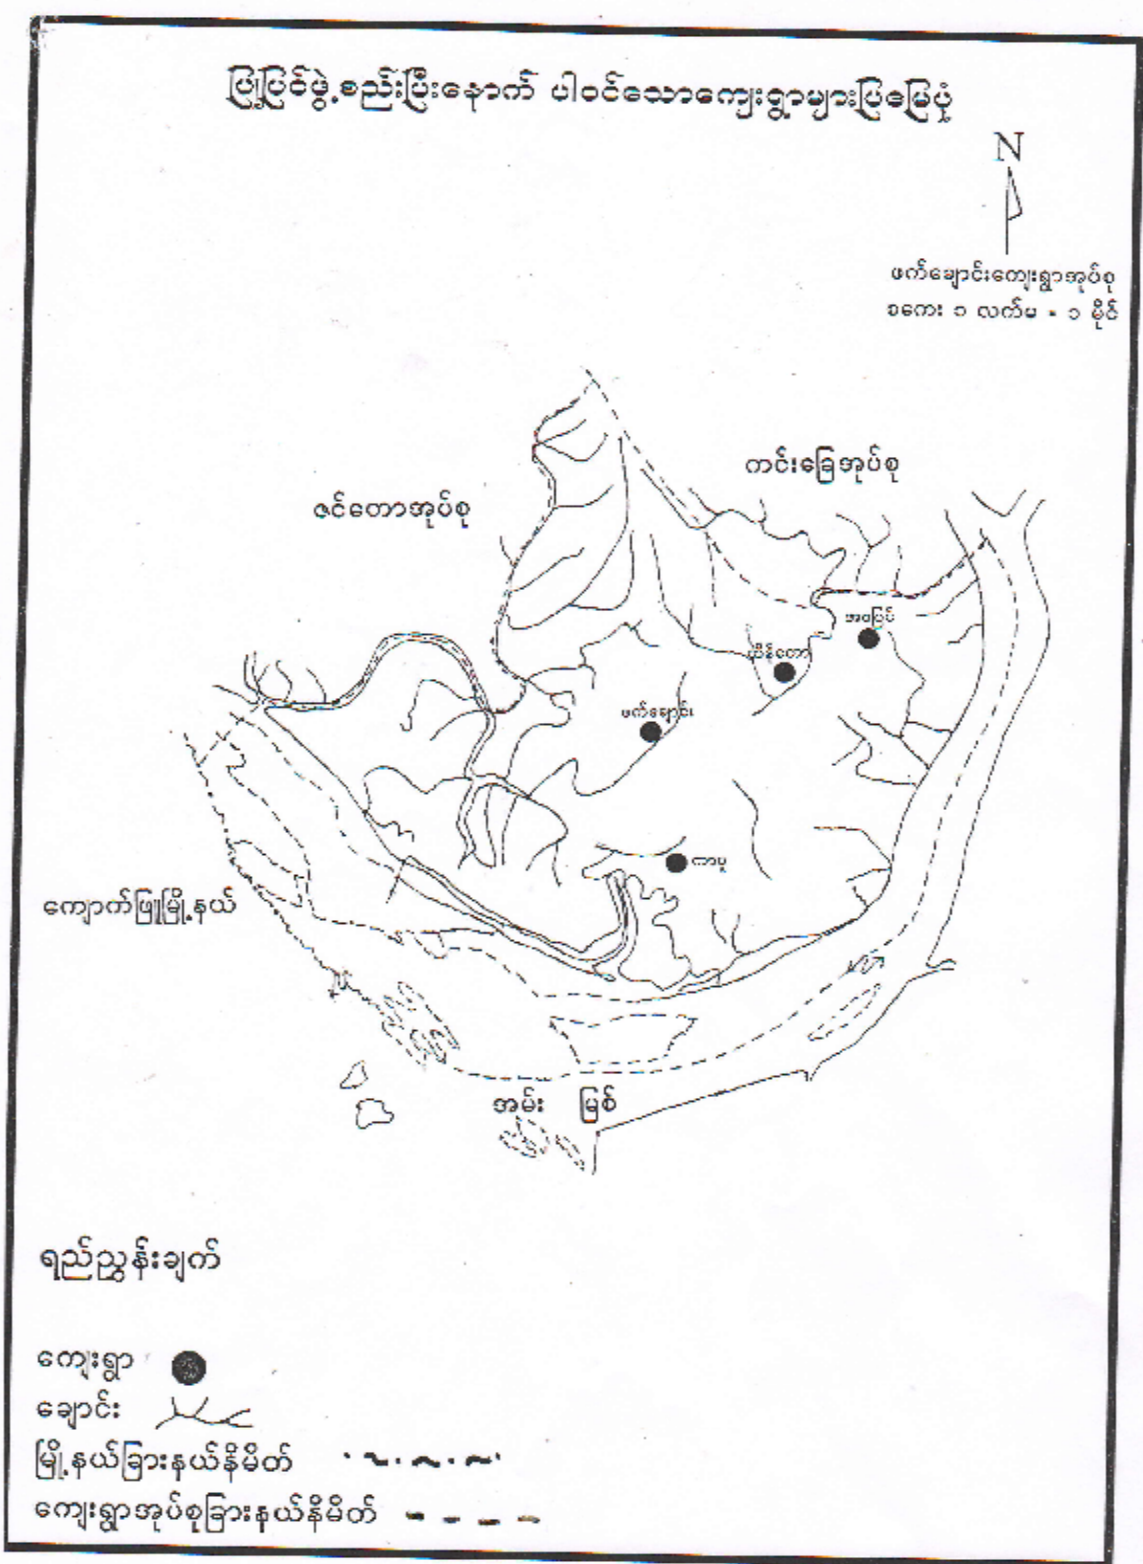 ပြုပြင်ဖွဲ့စည်းပြီးနောက် ပါဝင်သောကျေးရွာများပြမြေပုံ
N
ဖက်ချောင်းကျေးရွာအုပ်စု
စကေး ၁ လက်မ = ၁ မိုင်
ကင်းခြေအုပ်စု
ဇင်တောအုပ်စု
အဝပြင်
ဖက်ချောင်း
ကာပူ
ကျောက်ဖြူမြို့နယ်
အမ်း မြစ်
ရည်ညွှန်းချက်
ကျေးရွာ
ချောင်း
မြို့နယ်ခြားနယ်နိမိတ်
ကျေးရွာအုပ်စုခြားနယ်နိမိတ်